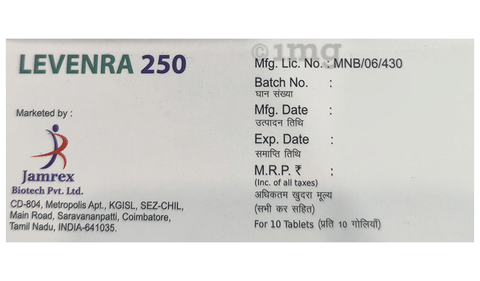 LEVENRA 250
Marketed by :
Jamrex
Biotech Pvt. Ltd.
CD-804, Metropolis Apt., KGISL, SEZ-CHIL,
Main Road, Saravananpatti, Coimbatore,
Tamil Nadu, INDIA-641035.
1mg
Mfg. Lic. No. : MNB/06/430
Batch No. :
घान संख्या
Mfg. Date :
उत्पादन तिथि
Exp. Date :
समाप्ति तिथि
M.R.P. ₹ :
(Inc. of all taxes)
अधिकतम खुदरा मूल्य
(सभी कर सहित)
For 10 Tablets (प्रति 10 गोलियाँ)